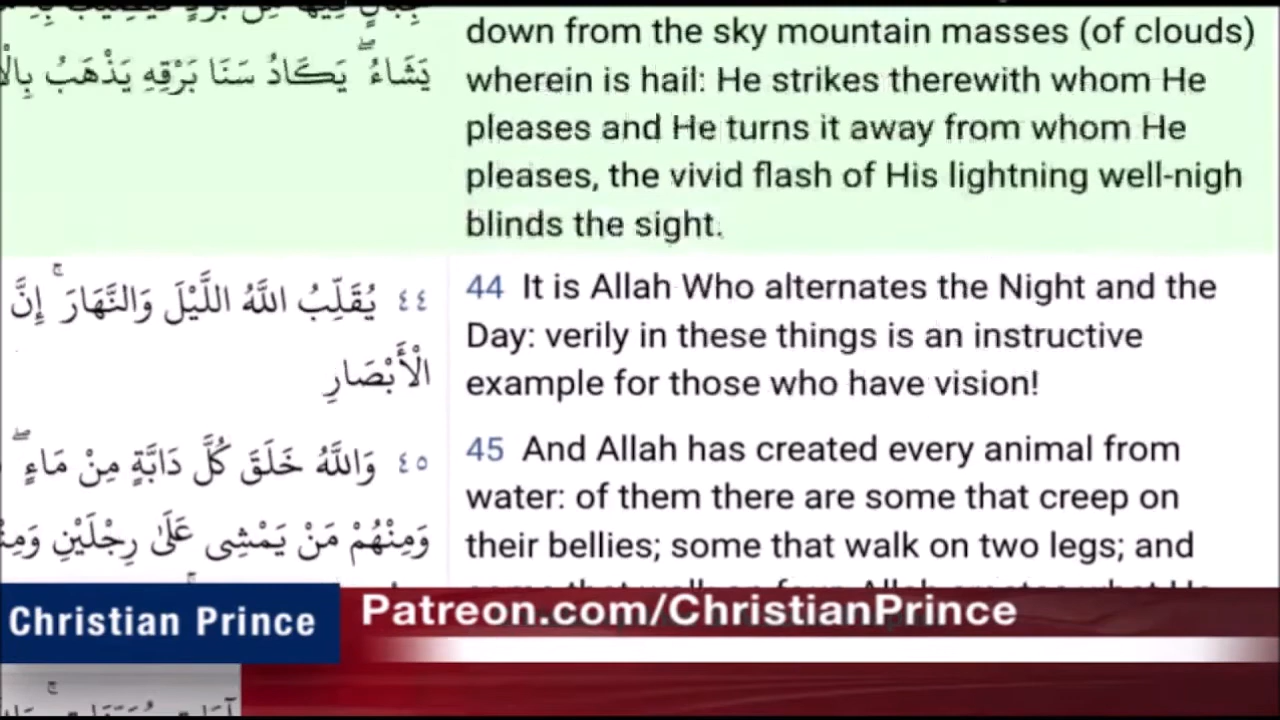 down from the sky mountain masses (of clouds)
يَشَاءُ ۖ يَكَادُ سَنَا بَرْقِهِ يَذْهَبُ
wherein is hail: He strikes therewith whom He
pleases and He turns it away from whom He
pleases, the vivid flash of His lightning well-nigh
blinds the sight.
٤٤ يُقَلِّبُ اللَّهُ اللَّيْلَ وَالنَّهَارَ ۚ إِنَّ
الْأَبْصَارِ
44 It is Allah Who alternates the Night and the
Day: verily in these things is an instructive
example for those who have vision!
٤٥ وَاللَّهُ خَلَقَ كُلَّ دَابَّةٍ مِنْ مَاءٍ ۖ
وَمِنْهُمْ مَنْ يَمْشِي عَلَىٰ رِجْلَيْنِ
45 And Allah has created every animal from
water: of them there are some that creep on
their bellies; some that walk on two legs; and
Christian Prince
Patreon.com/ChristianPrince